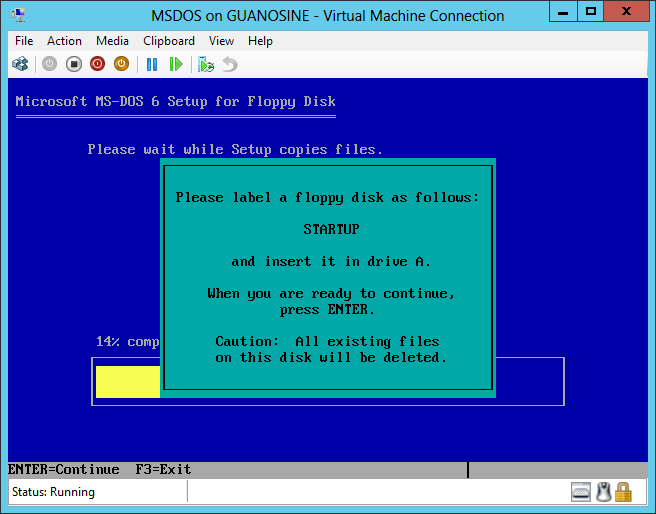 MSDOS on GUANOSINE - Virtual Machine Connection
File Action Media Clipboard View Help
Microsoft MS-DOS 6 Setup for Floppy Disk
Please wait while Setup copies files.
Please label a floppy disk as follows:
STARTUP
and insert it in drive A.
When you are ready to continue,
press ENTER.
Caution:  All existing files
on this disk will be deleted.
14% comp
ENTER=Continue  F3=Exit
Status: Running